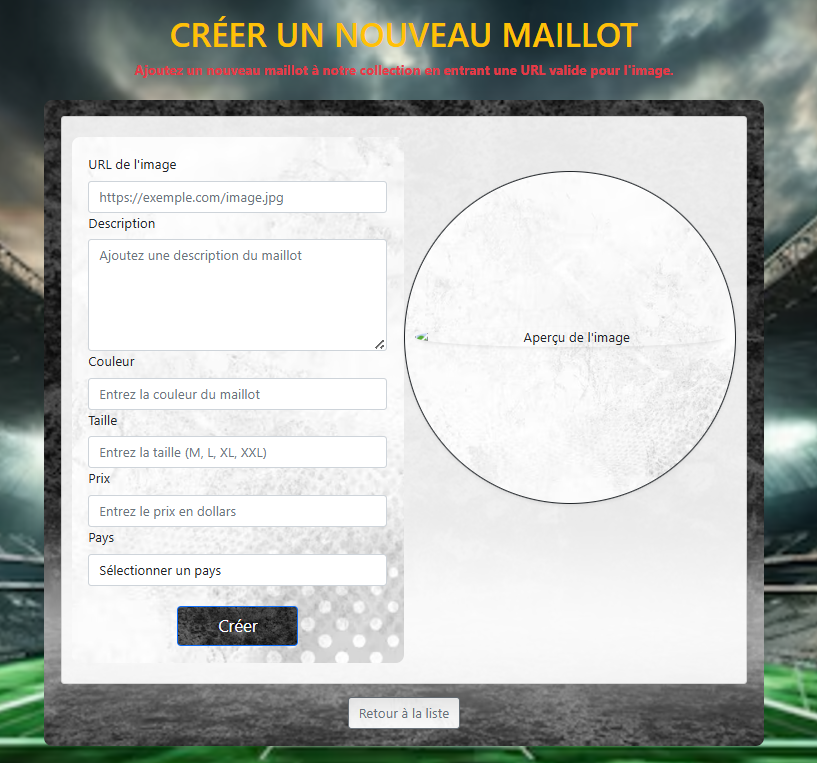 CRÉER UN NOUVEAU MAILLOT
Ajoutez un nouveau maillot à notre collection en entrant une URL valide pour l'image.
URL de l'image
https://exemple.com/image.jpg
Description
Ajoutez une description du maillot
Couleur
Entrez la couleur du maillot
Taille
Entrez la taille (M, L, XL, XXL)
Prix
Entrez le prix en dollars
Pays
Sélectionner un pays
Créer
Aperçu de l'image
Retour à la liste